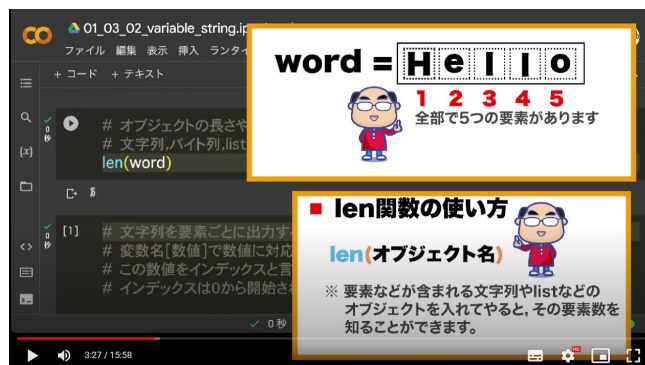 01_03_02_variable_string.ip
ファイル 編集 表示 挿入 ランタイ
+ コード + テキスト
word = Hello
1 2 3 4 5
全部で5つの要素があります
0
秒
# オブジェクトの長さや
# 文字列,バイト列,list
len(word)
{x}
■ len関数の使い方
len(オブジェクト名)
※ 要素などが含まれる文字列やlistなどの
オブジェクトを入れてやると，その要素数を
知ることができます。
0
秒
[1]
# 文字列を要素ごとに出力す
# 変数名[数値]で数値に対応
# この数値をインデックスと言
# インデックスは0から開始さ
✓ 0 秒
3:27 / 15:58
HD